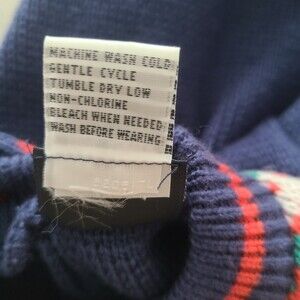 MACHINE WASH COLD
GENTLE CYCLE
TUMBLE DRY LOW
NON-CHLORINE
BLEACH WHEN NEEDED
WASH BEFORE WEARING